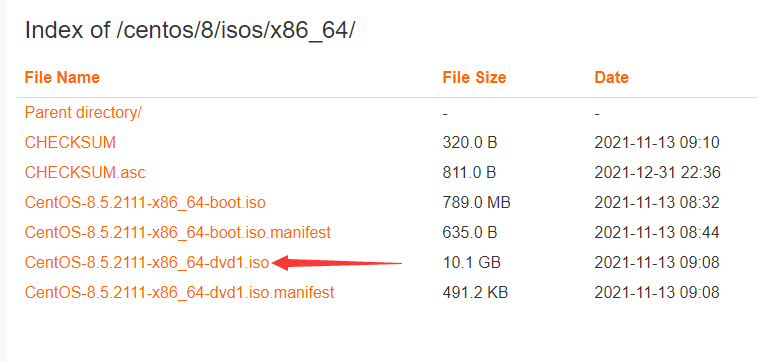 Index of /centos/8/isos/x86_64/
File Name File Size Date
Parent directory/ - -
CHECKSUM 320.0 B 2021-11-13 09:10
CHECKSUM.asc 811.0 B 2021-12-31 22:36
CentOS-8.5.2111-x86_64-boot.iso 789.0 MB 2021-11-13 08:32
CentOS-8.5.2111-x86_64-boot.iso.manifest 635.0 B 2021-11-13 08:44
CentOS-8.5.2111-x86_64-dvd1.iso 10.1 GB 2021-11-13 09:08
CentOS-8.5.2111-x86_64-dvd1.iso.manifest 491.2 KB 2021-11-13 09:08